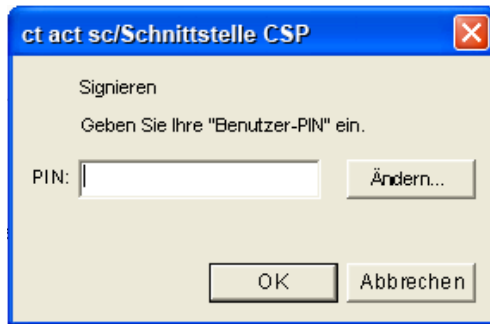 ct act sc/Schnittstelle CSP
Signieren
Geben Sie Ihre "Benutzer-PIN" ein.
PIN:
Ändern...
OK
Abbrechen